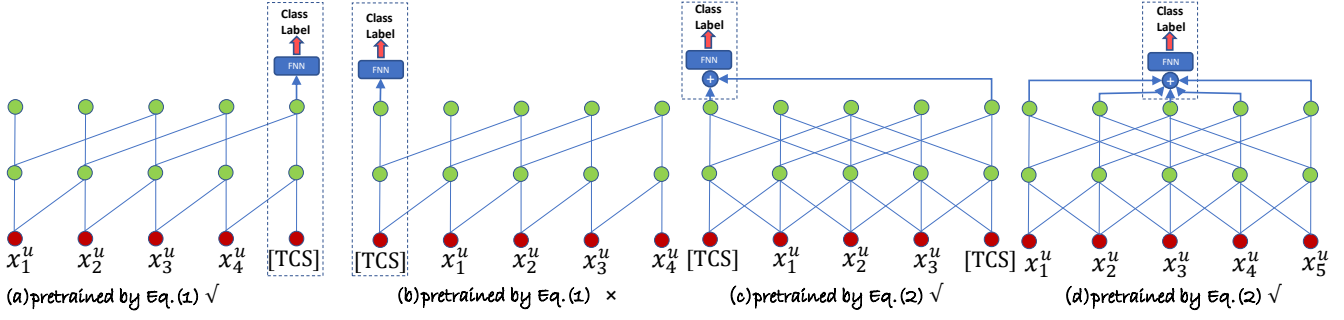 Class
Label
FNN
x_1^u x_2^u x_3^u x_4^u [TCS]
(a)pretrained by Eq.(1) √
Class
Label
FNN
[TCS] x_1^u x_2^u x_3^u x_4^u
(b)pretrained by Eq.(1) ×
Class
Label
FNN
+
[TCS] x_1^u x_2^u x_3^u [TCS]
(c)pretrained by Eq.(2) √
Class
Label
FNN
+
x_1^u x_2^u x_3^u x_4^u x_5^u
(d)pretrained by Eq.(2) √